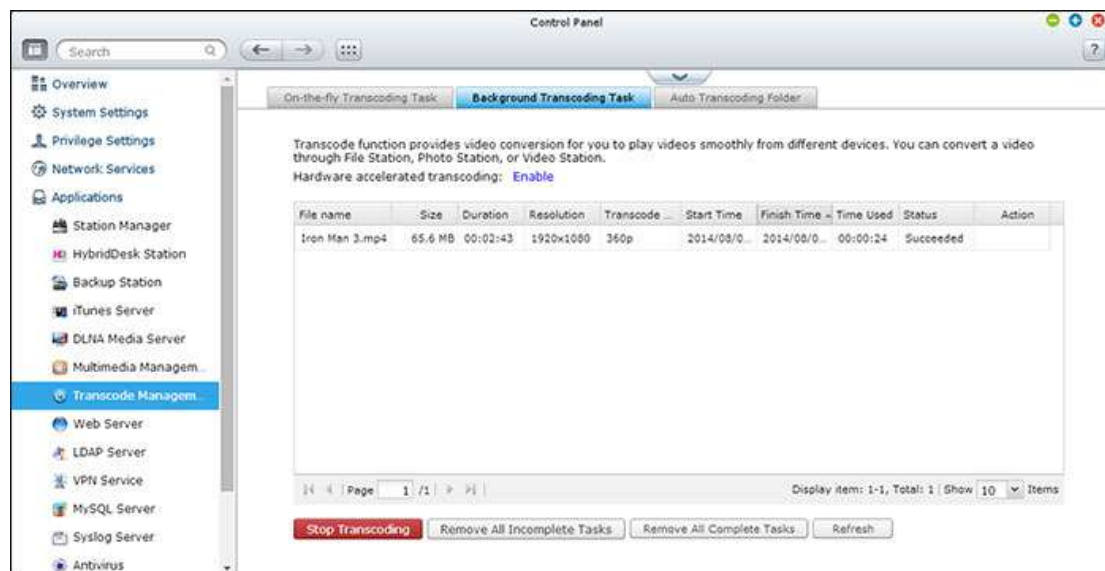 Control Panel
Search
?
Overview
System Settings
Privilege Settings
Network Services
Applications
Station Manager
HybridDesk Station
Backup Station
iTunes Server
DLNA Media Server
Multimedia Managem...
Transcode Managem...
Web Server
LDAP Server
VPN Service
MySQL Server
Syslog Server
Antivirus
On-the-fly Transcoding Task
Background Transcoding Task
Auto Transcoding Folder
Transcode function provides video conversion for you to play videos smoothly from different devices. You can convert a video
through File Station, Photo Station, or Video Station.
Hardware accelerated transcoding: Enable
File name Size Duration Resolution Transcode ... Start Time Finish Time Time Used Status Action
Iron Man 3.mp4 65.6 MB 00:02:43 1920x1080 360p 2014/08/0... 2014/08/0... 00:00:24 Succeeded
Page 1 /1
Display item: 1-1, Total: 1 Show 10 Items
Stop Transcoding
Remove All Incomplete Tasks
Remove All Complete Tasks
Refresh